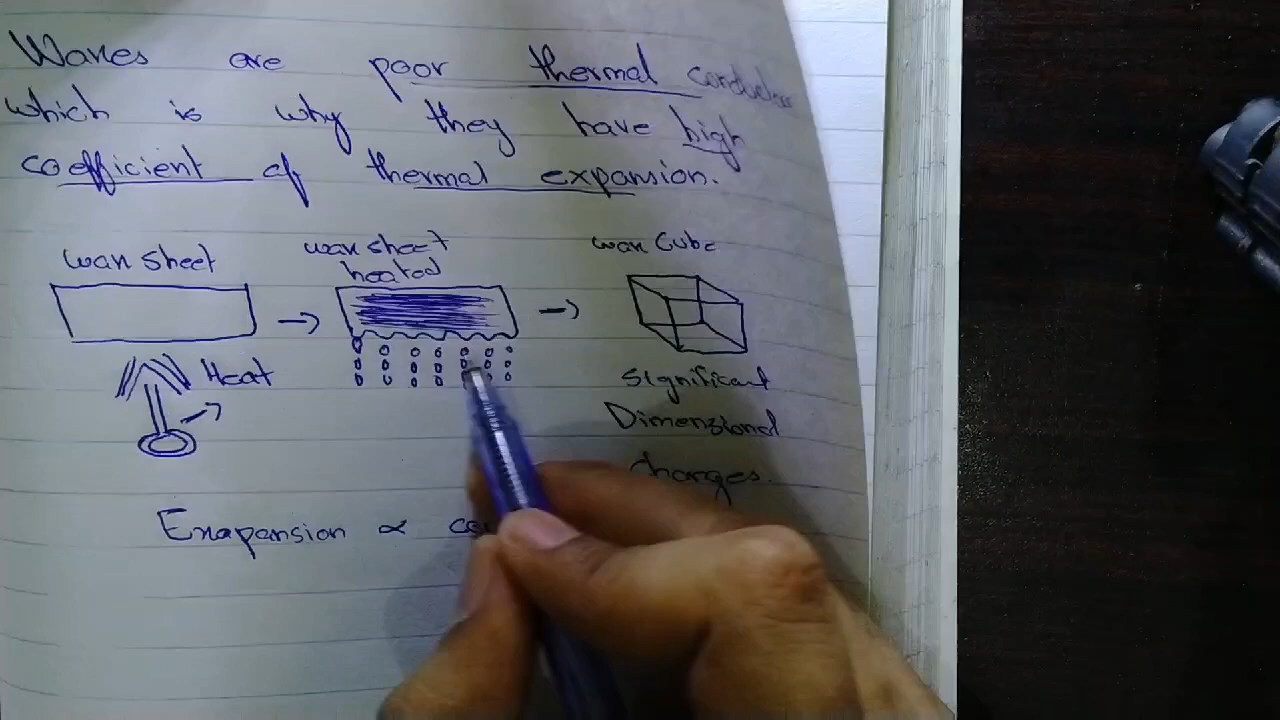 Waxes are poor thermal conductor
which is why they have high
coefficient of thermal expansion.
wax sheet
wax sheet
heated
wax Cube
→
→
Heat
Significant
Dimensional
changes.
Exapansion ∝